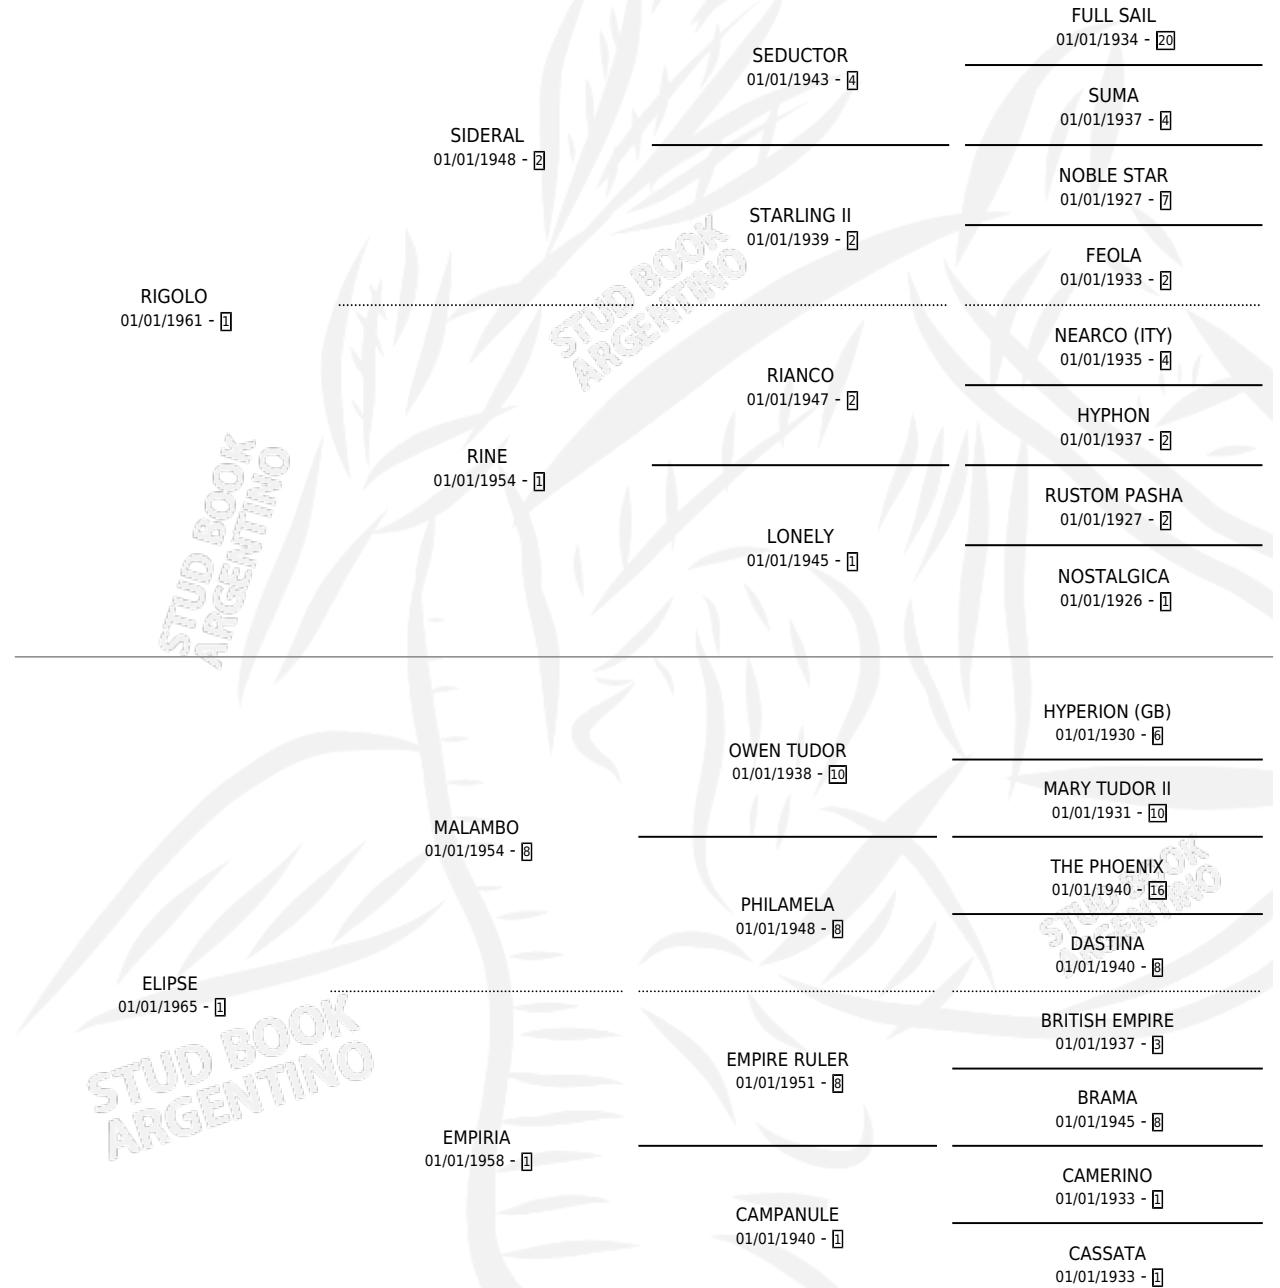 FULL SAIL
01/01/1934 - 20
SEDUCTOR
01/01/1943 - 4
SUMA
01/01/1937 - 4
SIDERAL
01/01/1948 - 2
NOBLE STAR
01/01/1927 - 7
STARLING II
01/01/1939 - 2
FEOLA
01/01/1933 - 2
RIGOLO
01/01/1961 - 1
NEARCO (ITY)
01/01/1935 - 4
RIANCO
01/01/1947 - 2
HYPHON
01/01/1937 - 2
RINE
01/01/1954 - 1
RUSTOM PASHA
01/01/1927 - 2
LONELY
01/01/1945 - 1
NOSTALGICA
01/01/1926 - 1
HYPERION (GB)
01/01/1930 - 6
OWEN TUDOR
01/01/1938 - 10
MARY TUDOR II
01/01/1931 - 10
MALAMBO
01/01/1954 - 8
THE PHOENIX
01/01/1940 - 16
PHILAMELA
01/01/1948 - 8
DASTINA
01/01/1940 - 8
ELIPSE
01/01/1965 - 1
BRITISH EMPIRE
01/01/1937 - 3
EMPIRE RULER
01/01/1951 - 8
BRAMA
01/01/1945 - 8
EMPIRIA
01/01/1958 - 1
CAMERINO
01/01/1933 - 1
CAMPANULE
01/01/1940 - 1
CASSATA
01/01/1933 - 1
STUD BOOK
ARGENTINO
STUD BOOK
ARGENTINO
STUD BOOK
ARGENTINO
STUD BOOK
ARGENTINO